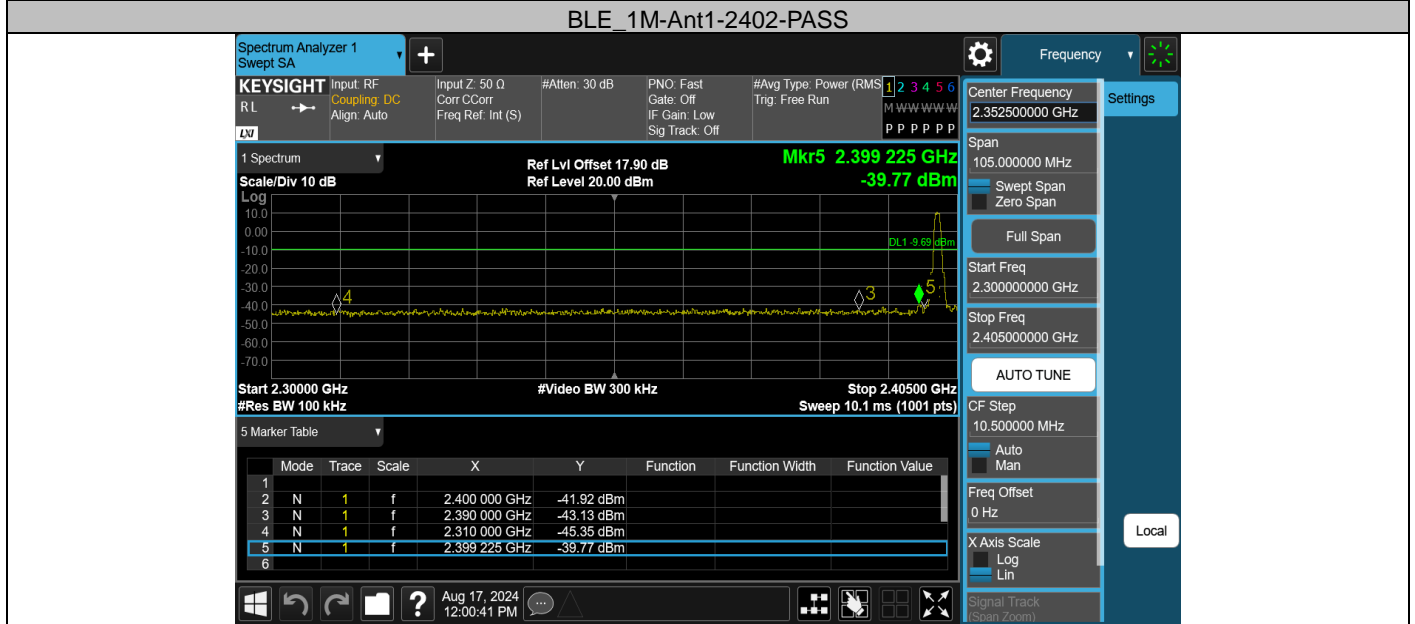 BLE_1M-Ant1-2402-PASS
Spectrum Analyzer 1
Swept SA
+
Frequency
KEYSIGHT
R L
LXI
Input: RF
Coupling: DC
Align: Auto
Input Z: 50 Ω
Corr CCorr
Freq Ref: Int (S)
#Atten: 30 dB
PNO: Fast
Gate: Off
IF Gain: Low
Sig Track: Off
#Avg Type: Power (RMS
Trig: Free Run
1 2 3 4 5 6
M W W W W W
P P P P P P
1 Spectrum
Scale/Div 10 dB
Ref Lvl Offset 17.90 dB
Ref Level 20.00 dBm
Mkr5 2.399 225 GHz
-39.77 dBm
Log
10.0
0.00
-10.0
-20.0
-30.0
-40.0
-50.0
-60.0
-70.0
DL1 -9.69 dBm
4
3
5
Start 2.30000 GHz
#Video BW 300 kHz
Stop 2.40500 GHz
#Res BW 100 kHz
Sweep 10.1 ms (1001 pts)
5 Marker Table
Mode Trace Scale X Y Function Function Width Function Value
1
2 N 1 f 2.400 000 GHz -41.92 dBm
3 N 1 f 2.390 000 GHz -43.13 dBm
4 N 1 f 2.310 000 GHz -45.35 dBm
5 N 1 f 2.399 225 GHz -39.77 dBm
6
?
Aug 17, 2024
12:00:41 PM
Center Frequency
2.352500000 GHz
Span
105.000000 MHz
Swept Span
Zero Span
Full Span
Start Freq
2.300000000 GHz
Stop Freq
2.405000000 GHz
AUTO TUNE
CF Step
10.500000 MHz
Auto
Man
Freq Offset
0 Hz
X Axis Scale
Log
Lin
Signal Track
(Span Zoom)
Settings
Local